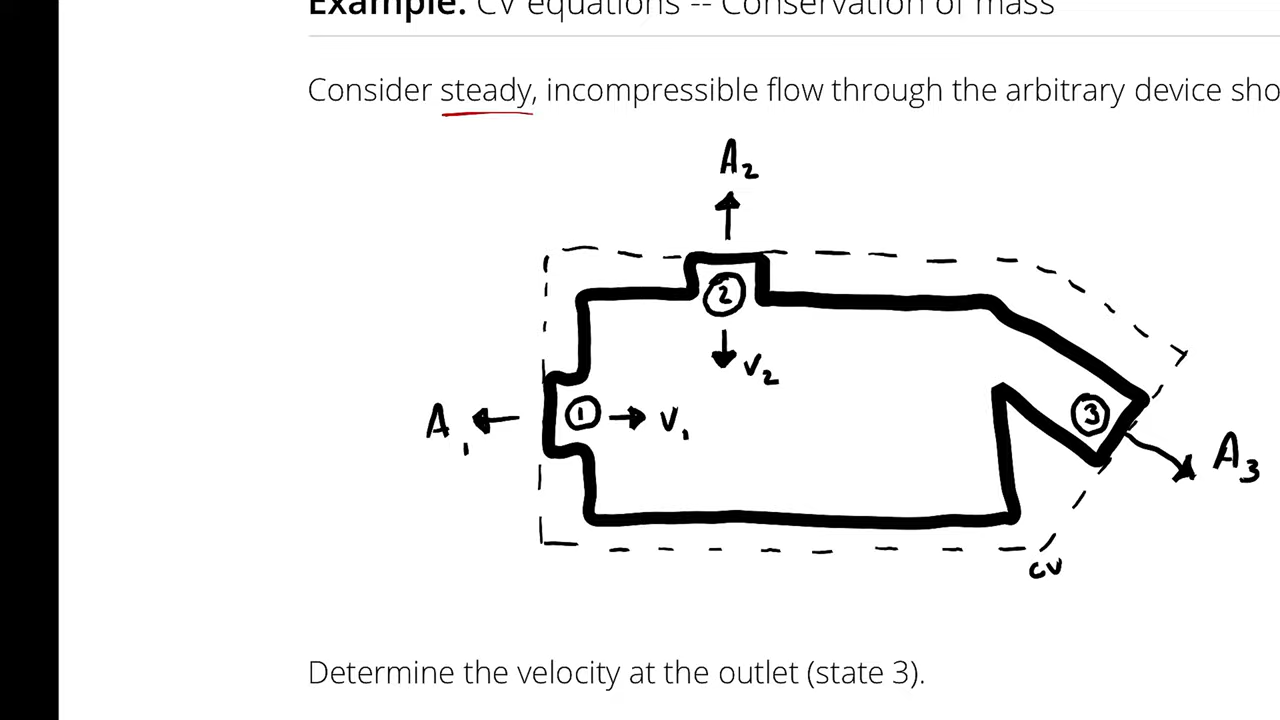 Example: CV equations -- Conservation of mass
Consider steady, incompressible flow through the arbitrary device sho
A2
2
V2
A1
1
V1
3
A3
CV
Determine the velocity at the outlet (state 3).